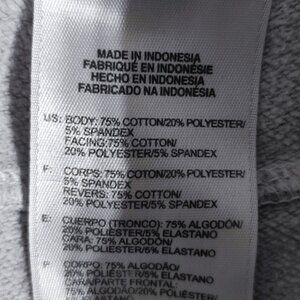 MADE IN INDONESIA
FABRIQUÉ EN INDONÉSIE
HECHO EN INDONESIA
FABRICADO NA INDONÉSIA
US: BODY: 75% COTTON/20% POLYESTER/
5% SPANDEX
FACING:75% COTTON/
20% POLYESTER/5% SPANDEX
F: CORPS: 75% COTON/20% POLYESTER/
5% SPANDEX
REVERS: 75% COTON/
20% POLYESTER/5% SPANDEX
E: CUERPO (TRONCO): 75% ALGODÓN/
20% POLIÉSTER/5% ELASTANO
CARA: 75% ALGODÓN/
20% POLIÉSTER/5% ELASTANO
P: CORPO: 75% ALGODÃO/
20% POLIÉSTER/5% ELASTANO
CARA/PARTE FRONTAL:
75% ALGODÃO/20% POLIÉSTER/